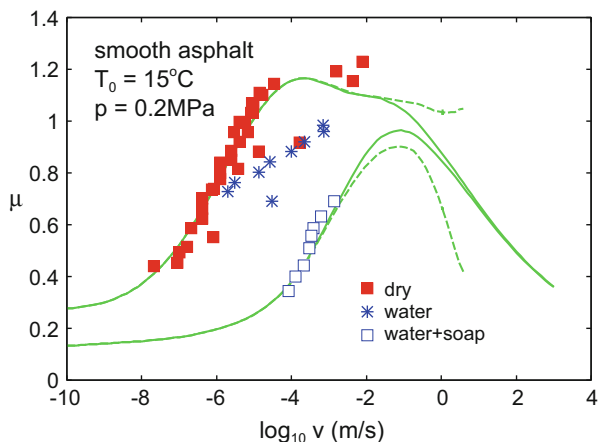 smooth asphalt
T₀ = 15°C
p = 0.2MPa
1.4
1.2
1
0.8
0.6
0.4
0.2
0
μ
dry
water
water+soap
-10 -8 -6 -4 -2 0 2 4
log₁₀ v (m/s)